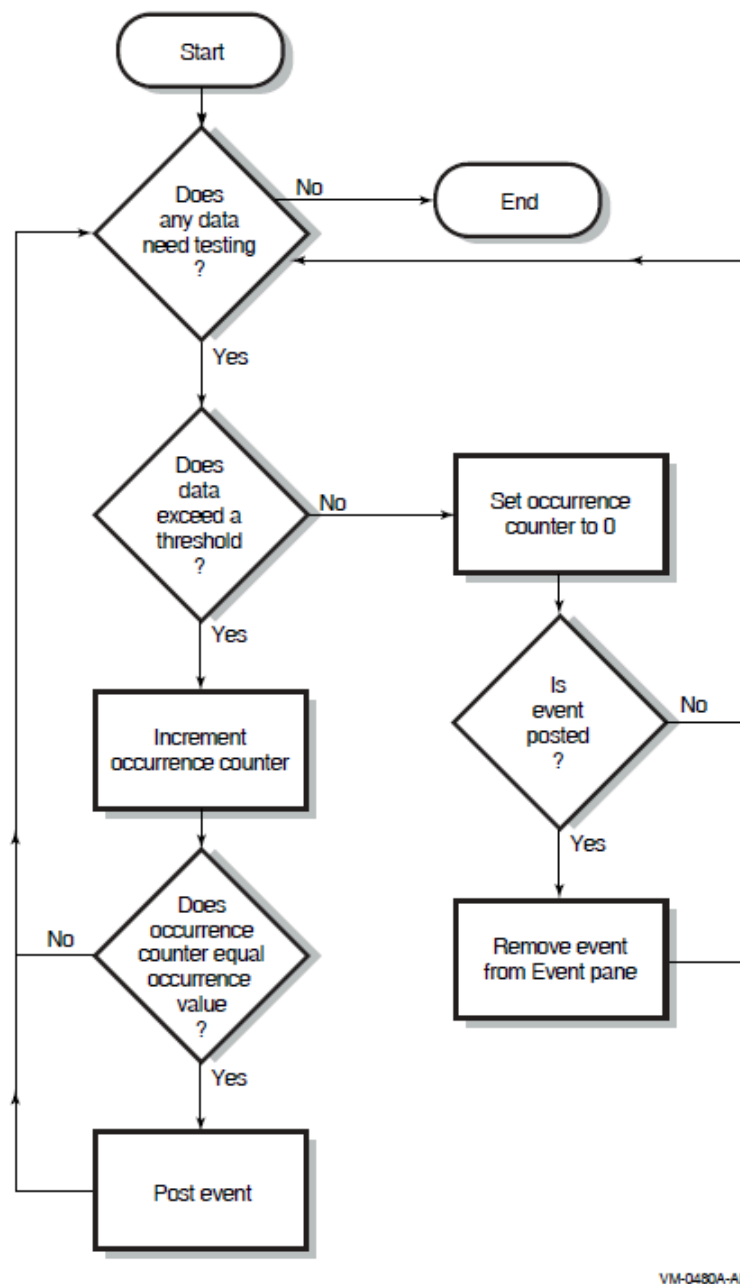 Start
Does
any data
need testing
?
No
End
Yes
Does
data
exceed a
threshold
?
No
Set occurrence
counter to 0
Yes
Increment
occurrence counter
Is
event
posted
?
No
Yes
Does
occurrence
counter equal
occurrence
value
?
No
Remove event
from Event pane
Yes
Post event